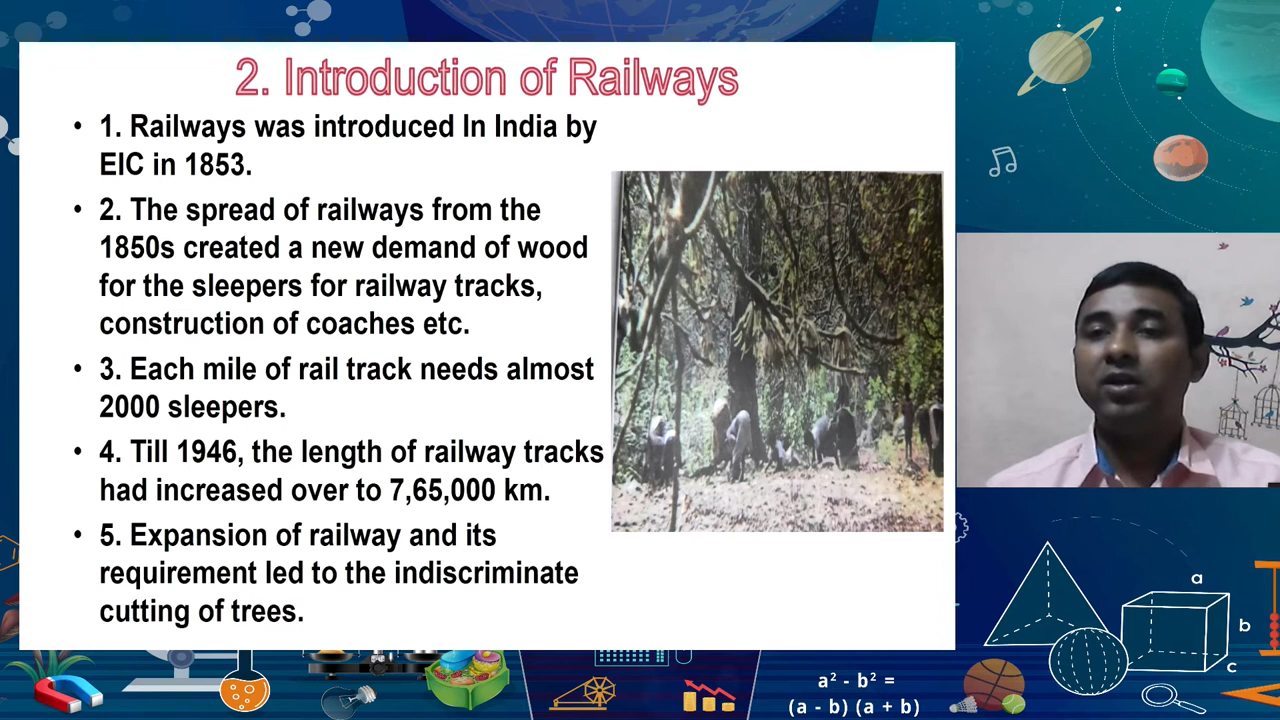 2. Introduction of Railways
• 1. Railways was introduced In India by
EIC in 1853.
• 2. The spread of railways from the
1850s created a new demand of wood
for the sleepers for railway tracks,
construction of coaches etc.
• 3. Each mile of rail track needs almost
2000 sleepers.
• 4. Till 1946, the length of railway tracks
had increased over to 7,65,000 km.
• 5. Expansion of railway and its
requirement led to the indiscriminate
cutting of trees.
a
b
c
a² - b² =
(a - b) (a + b)